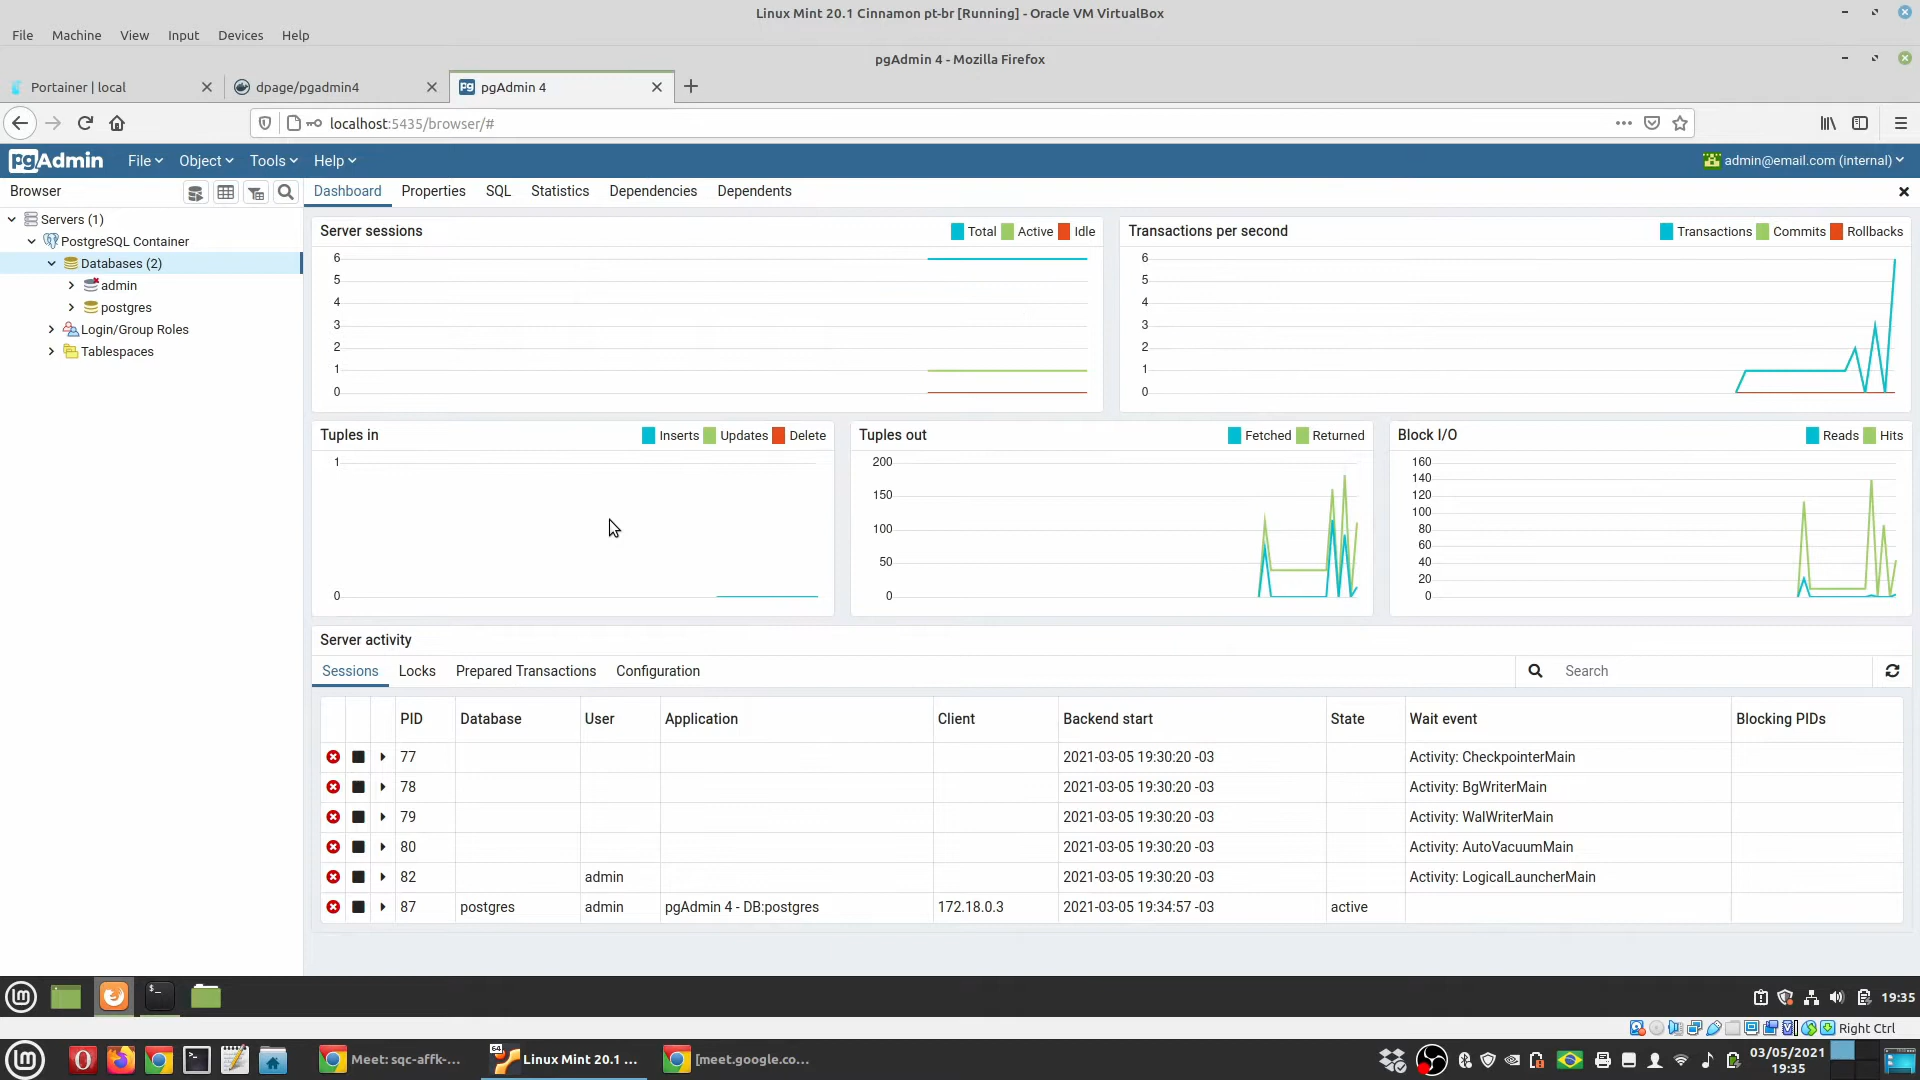 Linux Mint 20.1 Cinnamon pt-br [Running] - Oracle VM VirtualBox
File Machine View Input Devices Help
pgAdmin 4 - Mozilla Firefox
Portainer | local
dpage/pgadmin4
pgAdmin 4
localhost:5435/browser/#
pgAdmin File Object Tools Help
admin@email.com (internal)
Browser
Dashboard Properties SQL Statistics Dependencies Dependents
Servers (1)
PostgreSQL Container
Databases (2)
admin
postgres
Login/Group Roles
Tablespaces
Server sessions
Total Active Idle
6
5
4
3
2
1
0
Transactions per second
Transactions Commits Rollbacks
6
5
4
3
2
1
0
Tuples in
Inserts Updates Delete
1
0
Tuples out
Fetched Returned
200
150
100
50
0
Block I/O
Reads Hits
160
140
120
100
80
60
40
20
0
Server activity
Sessions Locks Prepared Transactions Configuration
Search
PID Database User Application Client Backend start State Wait event Blocking PIDs
77 2021-03-05 19:30:20 -03 Activity: CheckpointerMain
78 2021-03-05 19:30:20 -03 Activity: BgWriterMain
79 2021-03-05 19:30:20 -03 Activity: WalWriterMain
80 2021-03-05 19:30:20 -03 Activity: AutoVacuumMain
82 admin 2021-03-05 19:30:20 -03 Activity: LogicalLauncherMain
87 postgres admin pgAdmin 4 - DB:postgres 172.18.0.3 2021-03-05 19:34:57 -03 active
19:35
Right Ctrl
Meet: sqc-affk-...
64
Linux Mint 20.1 ...
[meet.google.co...
03/05/2021
19:35